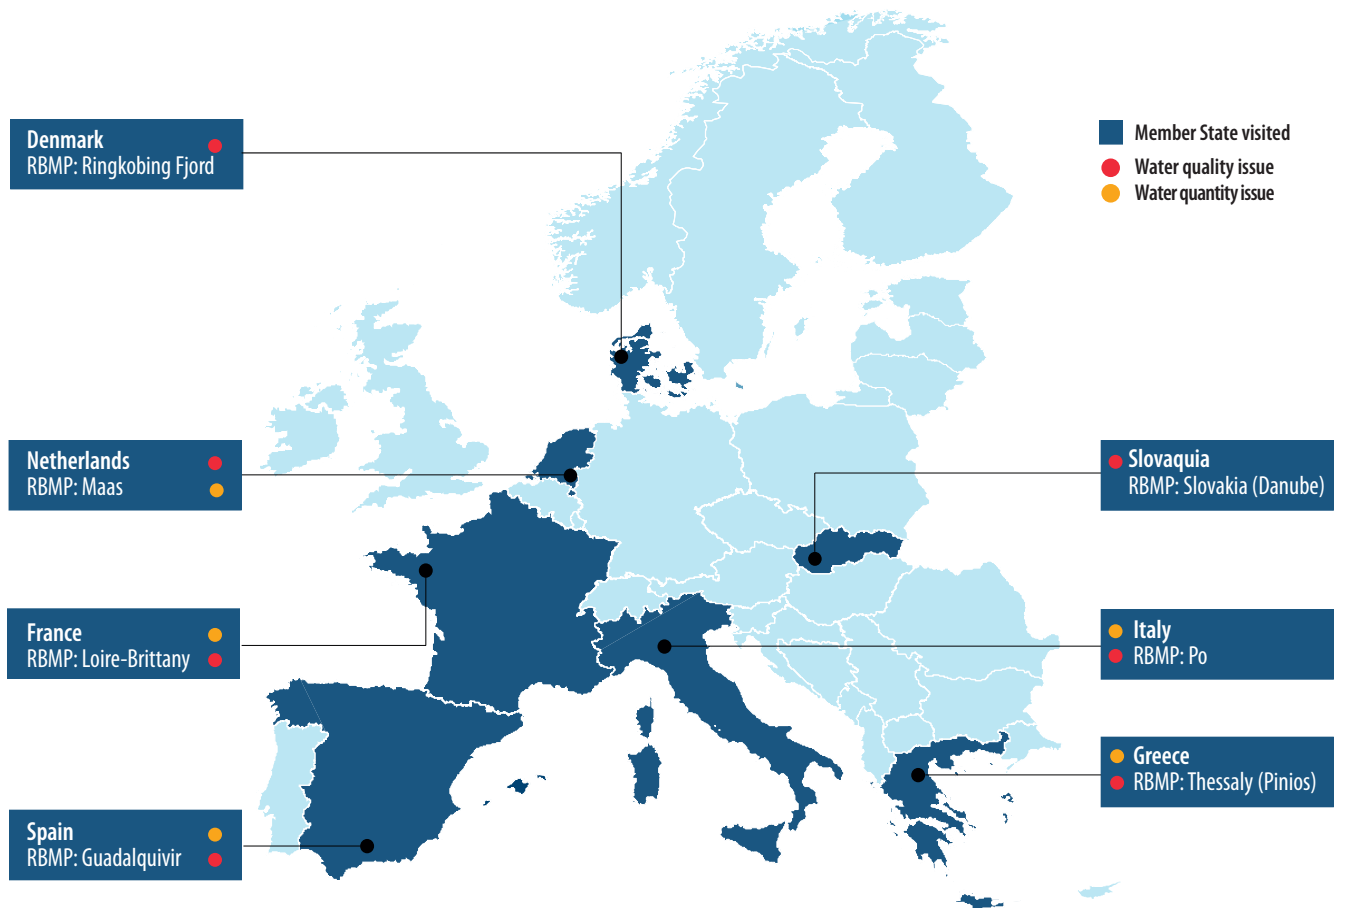 Denmark
RBMP: Ringkobing Fjord
Member State visited
Water quality issue
Water quantity issue
Netherlands
RBMP: Maas
Slovaquia
RBMP: Slovakia (Danube)
France
RBMP: Loire-Brittany
Italy
RBMP: Po
Greece
RBMP: Thessaly (Pinios)
Spain
RBMP: Guadalquivir